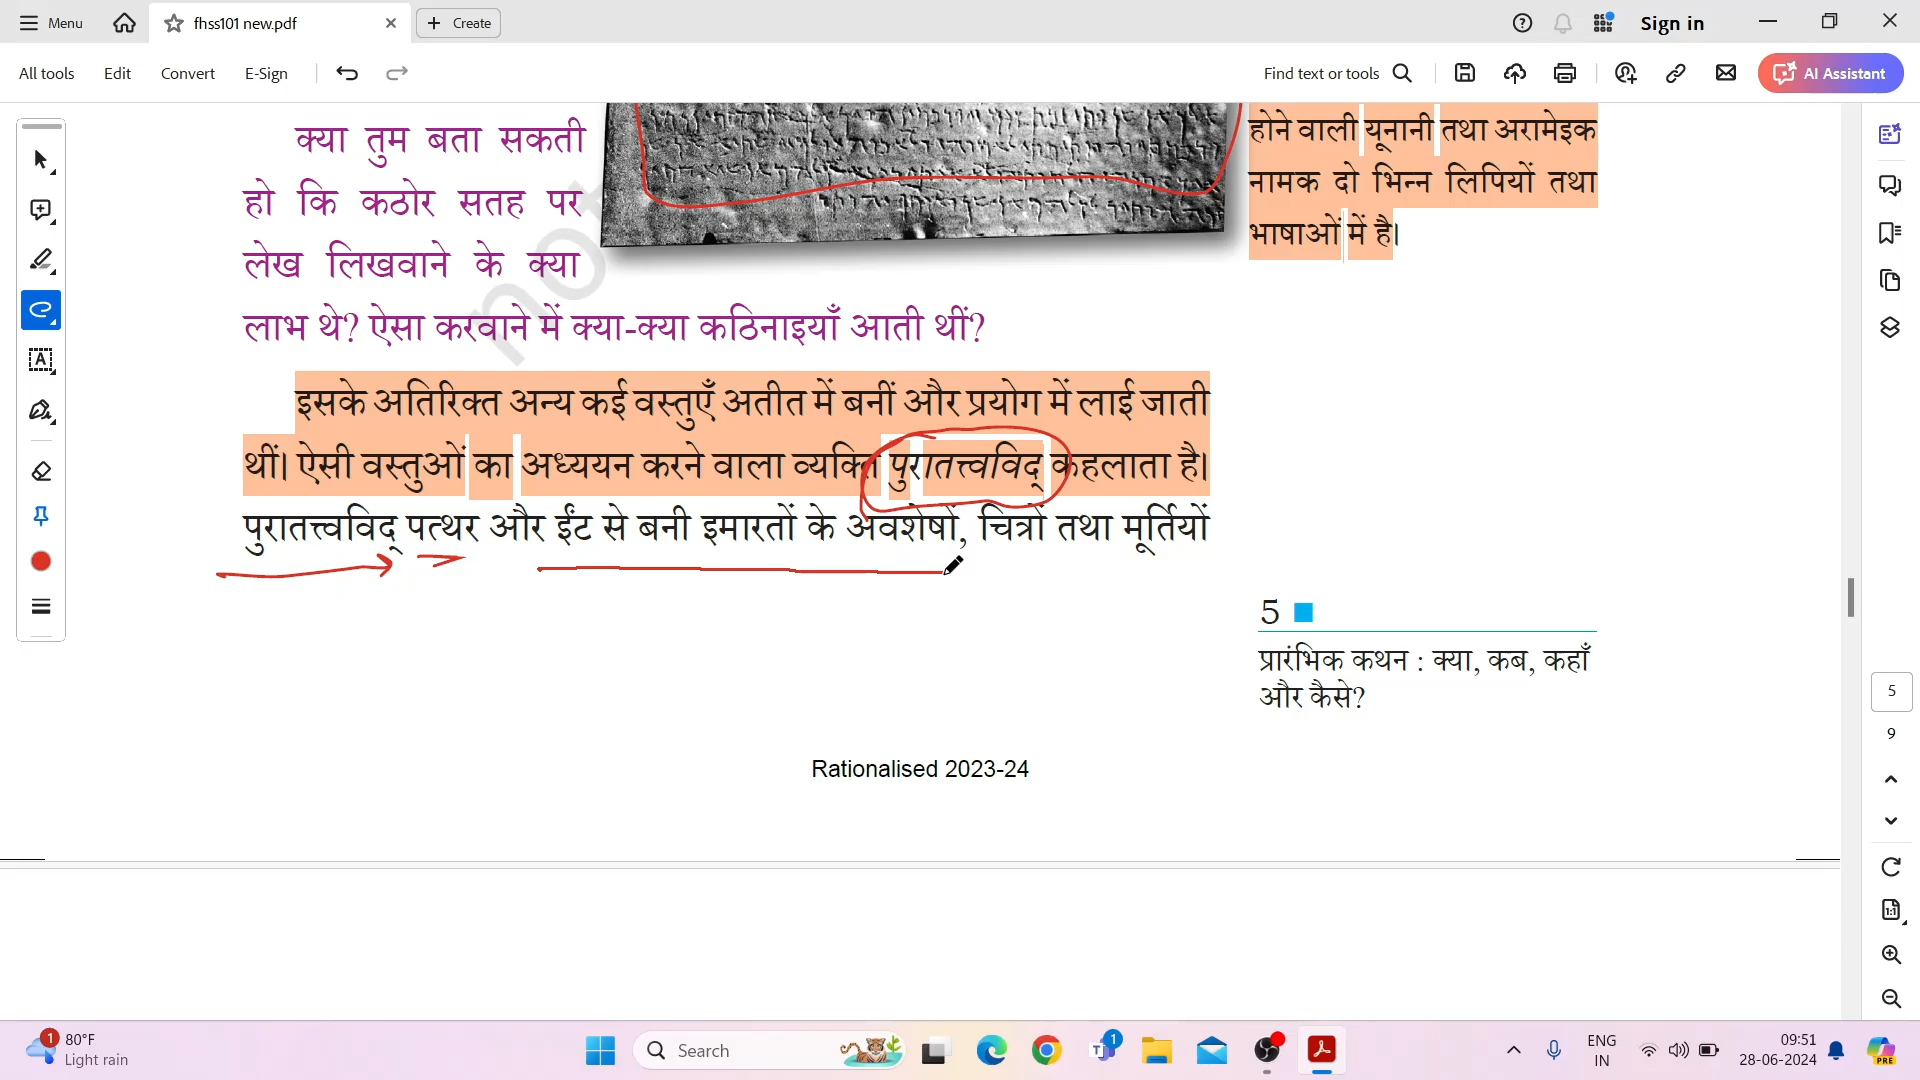 Menu
fhss101 new.pdf
Create
Sign in
All tools
Edit
Convert
E-Sign
Find text or tools
AI Assistant
क्या तुम बता सकती
हो कि कठोर सतह पर
लेख लिखवाने के क्या
लाभ थे? ऐसा करवाने में क्या-क्या कठिनाइयाँ आती थीं?
होने वाली यूनानी तथा अरामेइक
नामक दो भिन्न लिपियों तथा
भाषाओं में है।
not
इसके अतिरिक्त अन्य कई वस्तुएँ अतीत में बनीं और प्रयोग में लाई जाती
थीं। ऐसी वस्तुओं का अध्ययन करने वाला व्यक्ति पुरातत्त्वविद् कहलाता है।
पुरातत्त्वविद् पत्थर और ईंट से बनी इमारतों के अवशेषों, चित्रों तथा मूर्तियों
5
प्रारंभिक कथन : क्या, कब, कहाँ
और कैसे?
Rationalised 2023-24
5
9
1
80°F
Light rain
Search
1
PRE
ENG
IN
09:51
28-06-2024